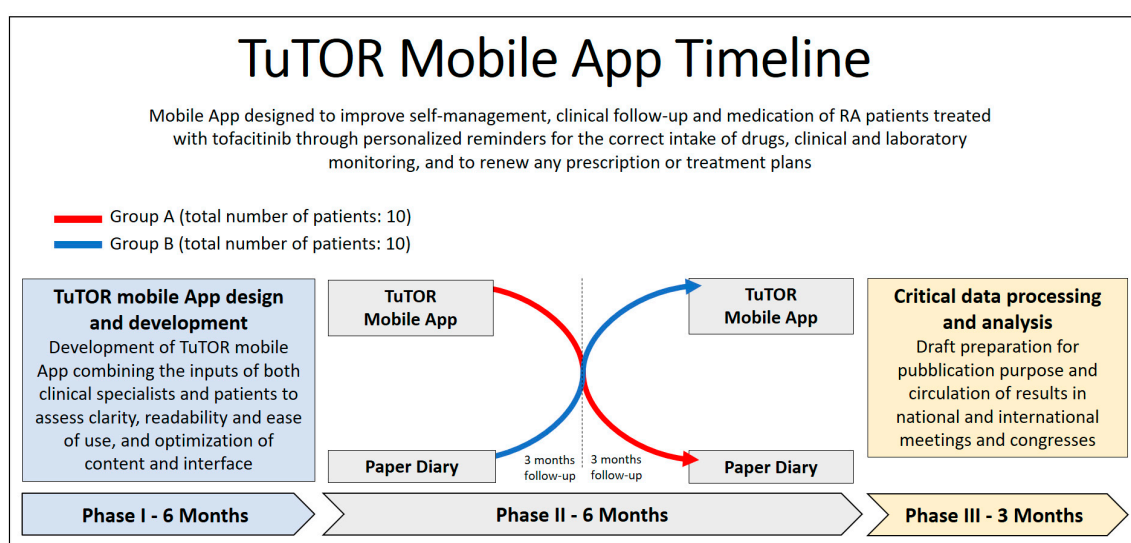 TuTOR Mobile App Timeline
Mobile App designed to improve self-management, clinical follow-up and medication of RA patients treated
with tofacitinib through personalized reminders for the correct intake of drugs, clinical and laboratory
monitoring, and to renew any prescription or treatment plans
Group A (total number of patients: 10)
Group B (total number of patients: 10)
TuTOR mobile App design
and development
Development of TuTOR mobile
App combining the inputs of both
clinical specialists and patients to
assess clarity, readability and ease
of use, and optimization of
content and interface
TuTOR
Mobile App
Paper Diary
3 months
follow-up
3 months
follow-up
TuTOR
Mobile App
Paper Diary
Critical data processing
and analysis
Draft preparation for
pubblication purpose and
circulation of results in
national and international
meetings and congresses
Phase I - 6 Months
Phase II - 6 Months
Phase III - 3 Months